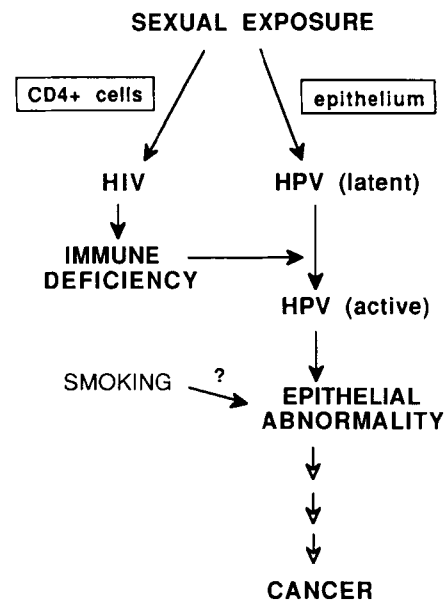 SEXUAL EXPOSURE
CD4+ cells
epithelium
HIV
HPV (latent)
IMMUNE
DEFICIENCY
HPV (active)
SMOKING
?
EPITHELIAL
ABNORMALITY
CANCER